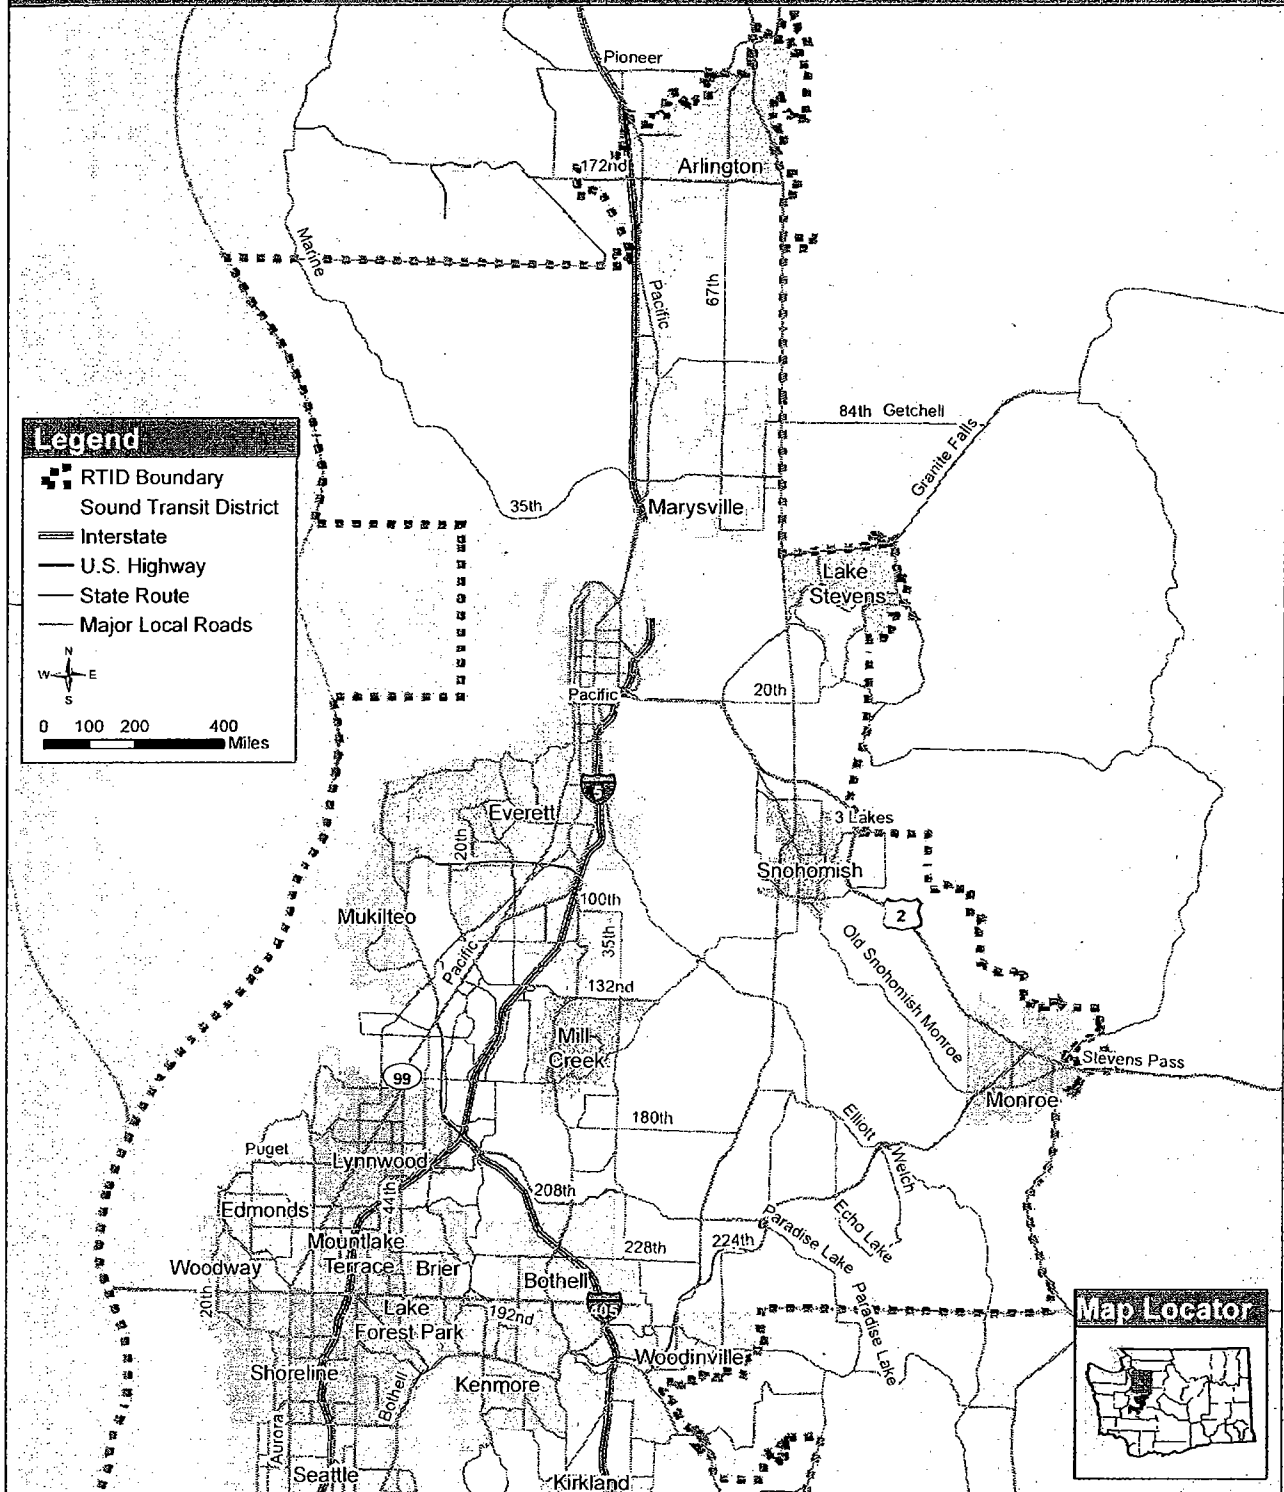 Pioneer
172nd
Arlington
Marine
Pacific
67th
84th Getchell
Granite Falls
Legend
RTID Boundary
Sound Transit District
Interstate
U.S. Highway
State Route
Major Local Roads
N
W E
S
0 100 200 400
Miles
35th
Marysville
Lake
Stevens
Pacific
20th
5
Everett
20th
3 Lakes
Snohomish
2
Mukilteo
100th
35th
Pacific
132nd
Old Snohomish Monroe
Mill
Creek
99
Stevens Pass
Monroe
180th
Elliott
Welch
Puget
Lynnwood
44th
208th
Edmonds
Echo Lake
Paradise Lake
Mountlake
Terrace
Brier
228th
224th
Woodway
20th
Bothell
405
Lake
Forest Park
192nd
Paradise Lake
Map Locator
Woodinville
Shoreline
Bothell
Kenmore
Aurora
Seattle
Kirkland